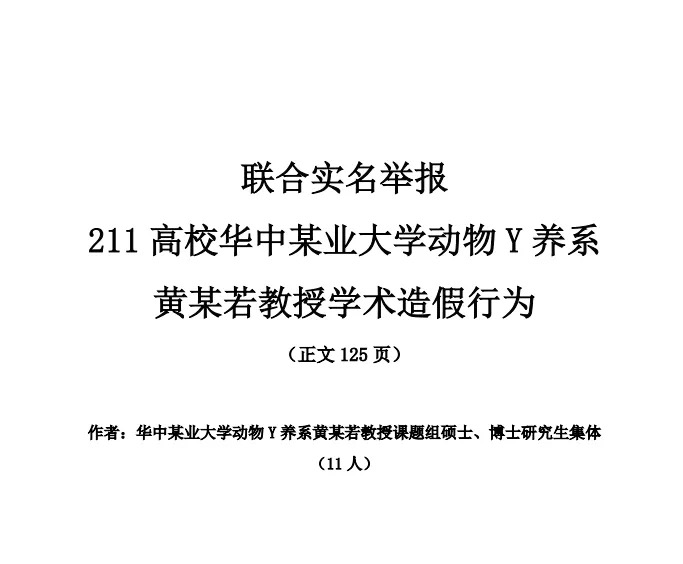 联合实名举报
211 高校华中某业大学动物 Y 养系
黄某若教授学术造假行为
（正文 125 页）
作者：华中某业大学动物 Y 养系黄某若教授课题组硕士、博士研究生集体
（11 人）